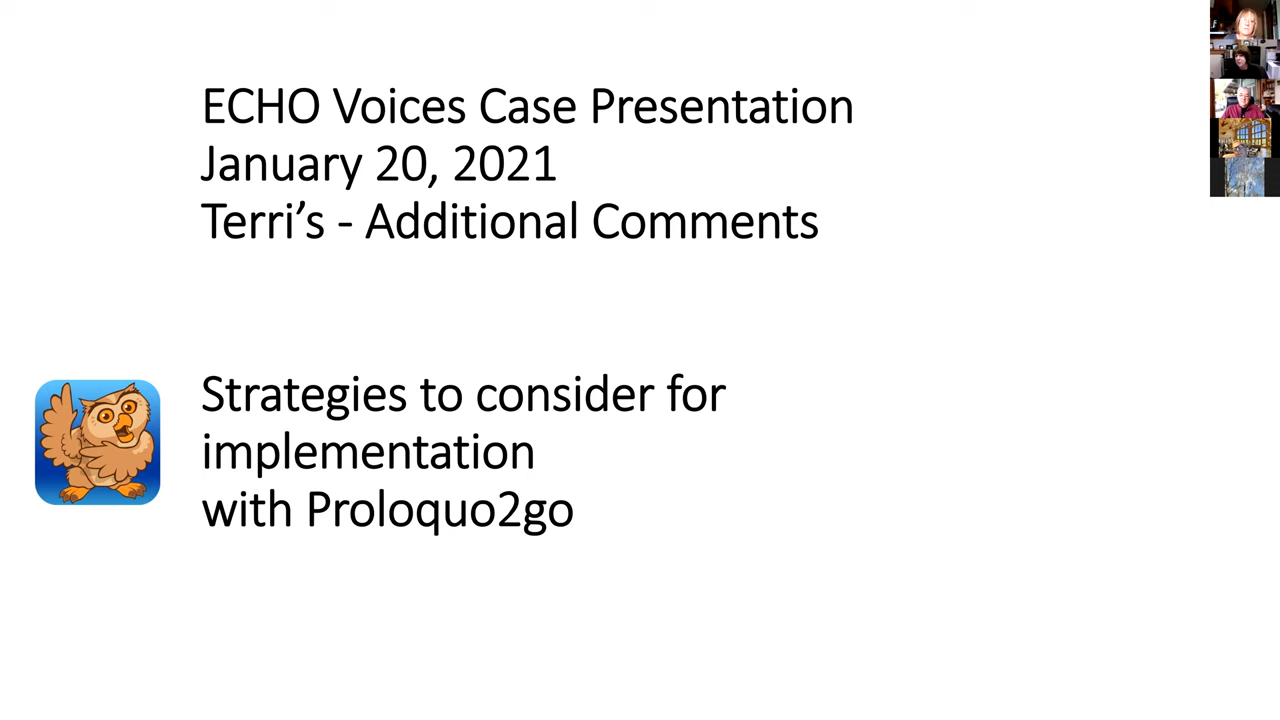 ECHO Voices Case Presentation
January 20, 2021
Terri’s - Additional Comments
Strategies to consider for
implementation
with Proloquo2go